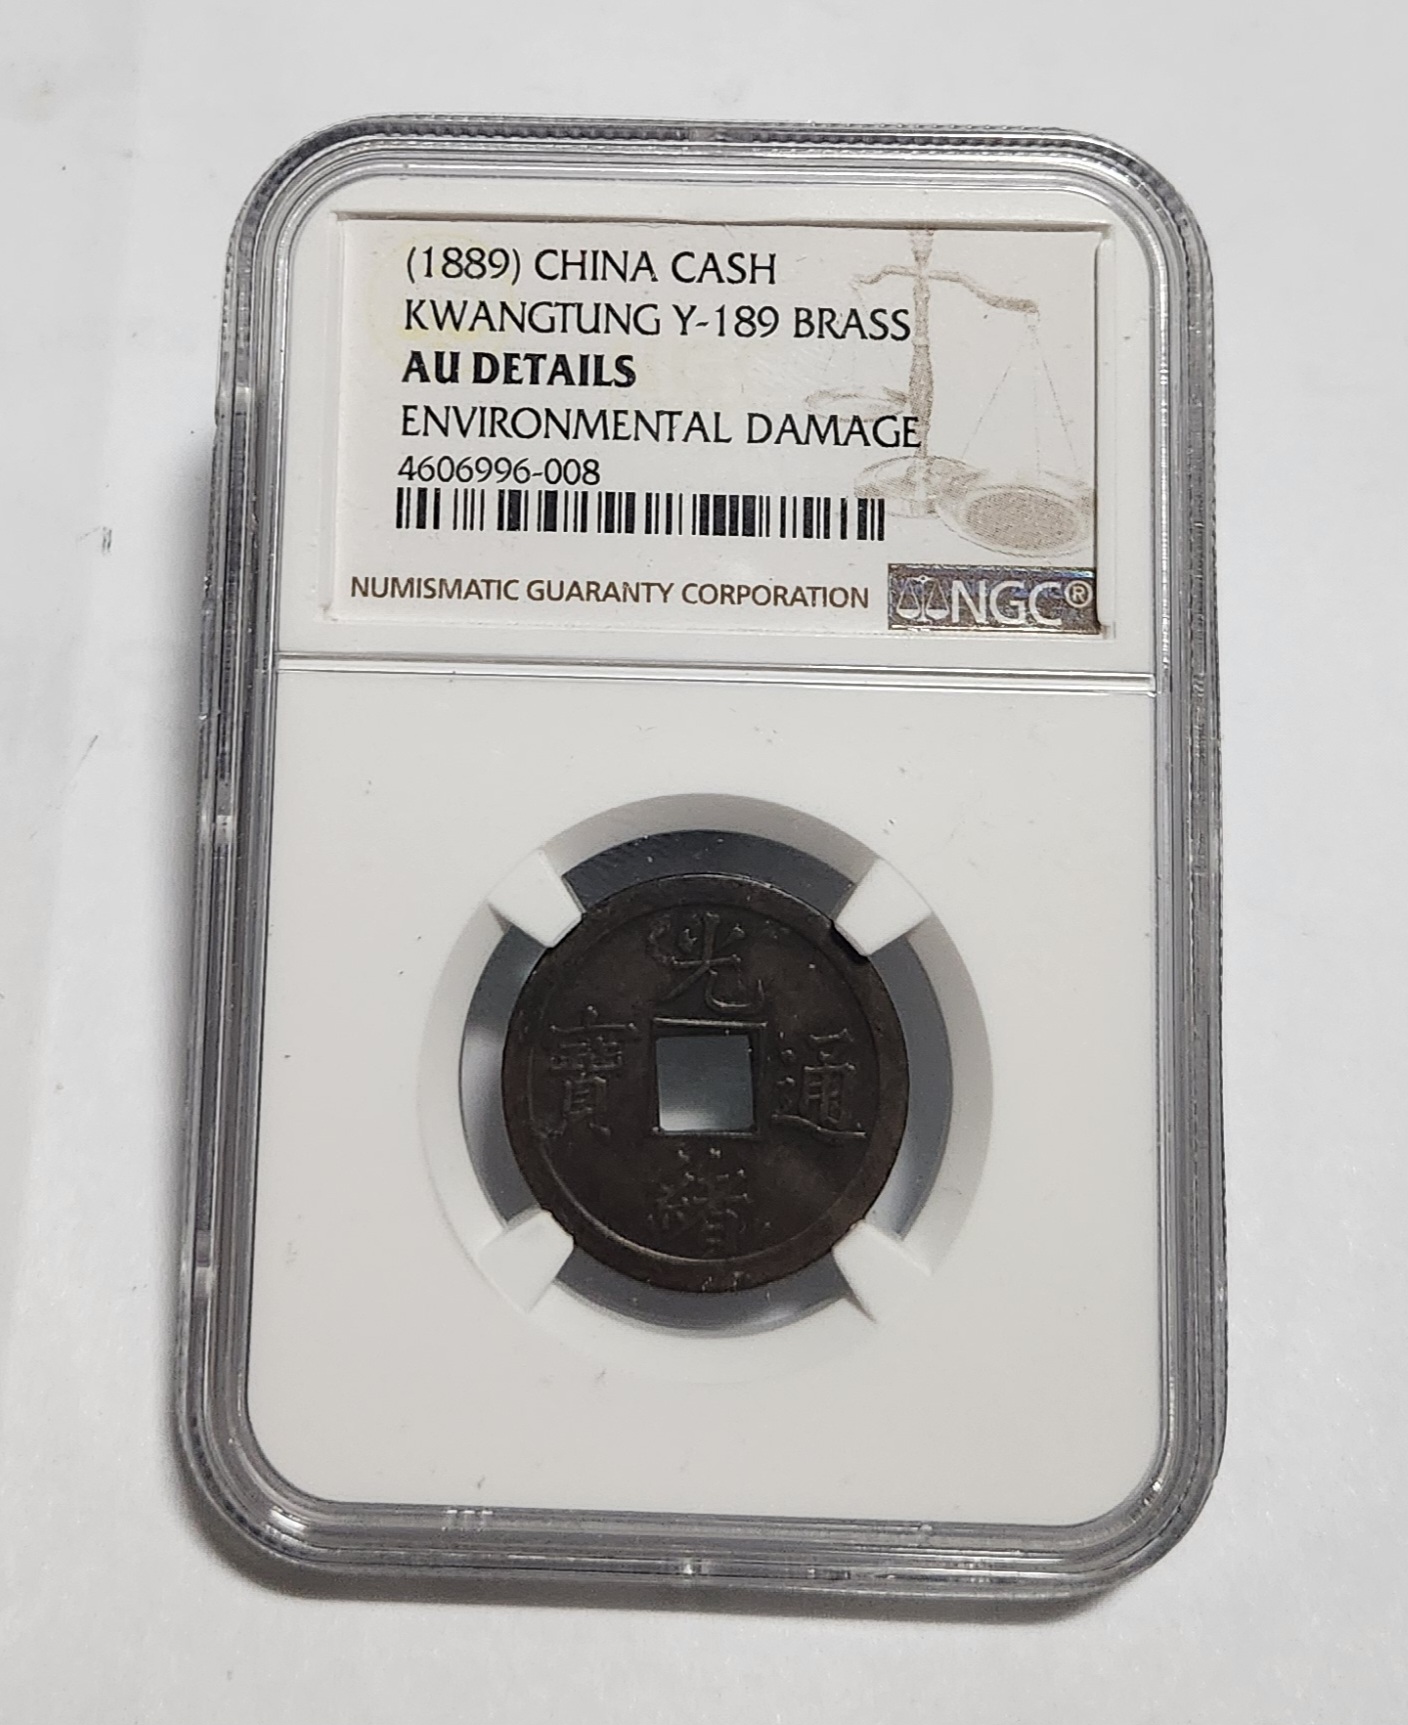 (1889) CHINA CASH
KWANGTUNG Y-189 BRASS
AU DETAILS
ENVIRONMENTAL DAMAGE
4606996-008
NUMISMATIC GUARANTY CORPORATION NGC®
光
寶 通
緒